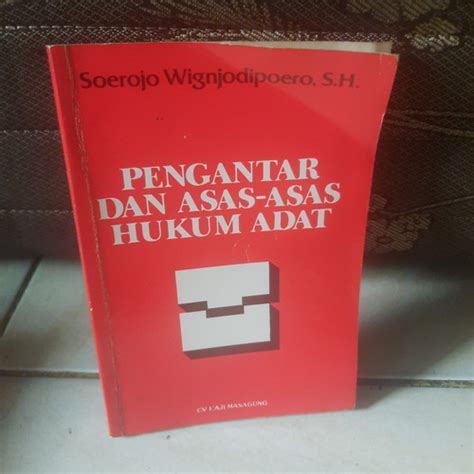 Soerojo Wignjodipoero, S.H.
PENGANTAR
DAN ASAS-ASAS
HUKUM ADAT
CV HAJI MASAGUNG